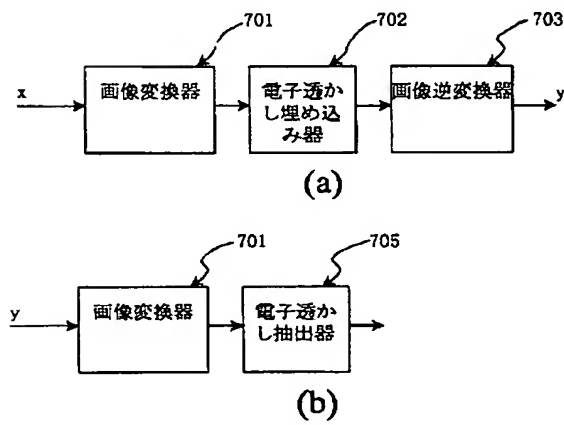 701
702
703
x
画像変換器
電子透か
し埋め込
み器
画像逆変換器
y
(a)
701
705
y
画像変換器
電子透か
し抽出器
(b)